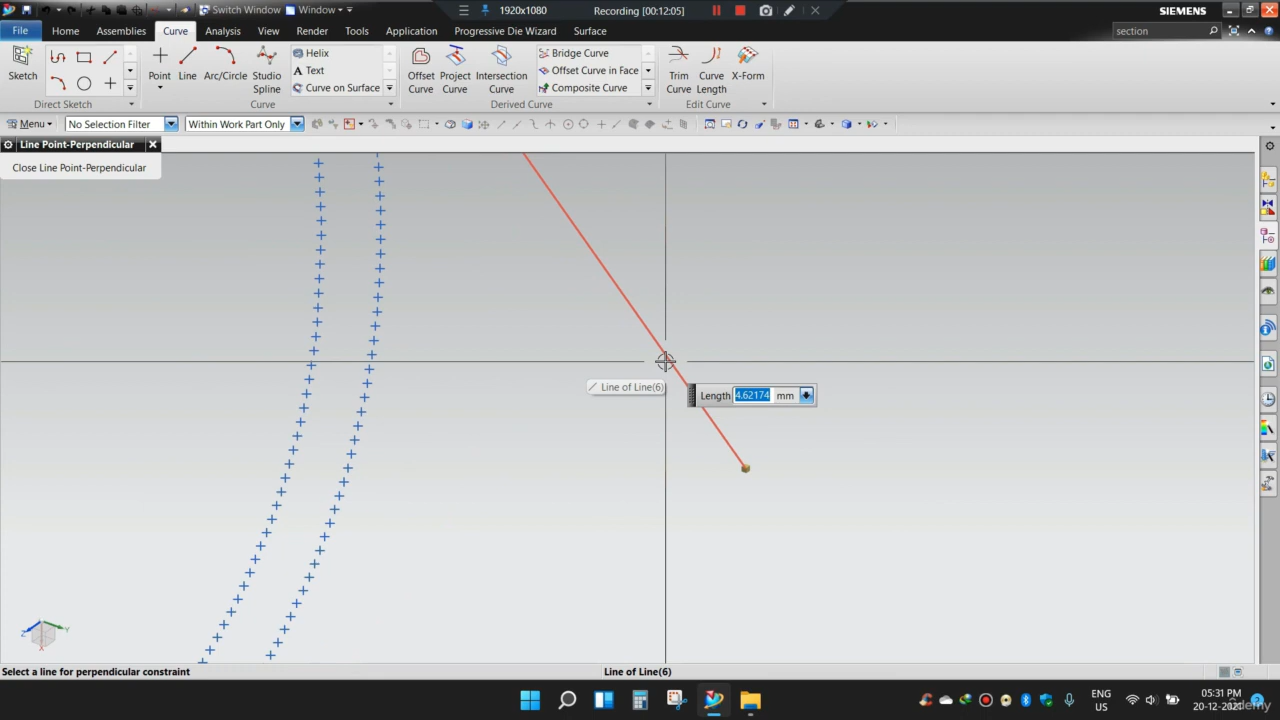 Switch Window
Window
1920x1080
Recording [00:12:05]
SIEMENS
File
Home
Assemblies
Curve
Analysis
View
Render
Tools
Application
Progressive Die Wizard
Surface
section
Sketch
Direct Sketch
Point
Line
Arc/Circle
Studio
Spline
Helix
Text
Curve on Surface
Curve
Offset
Curve
Project
Curve
Intersection
Curve
Bridge Curve
Offset Curve in Face
Composite Curve
Derived Curve
Trim
Curve
Curve
Length
X-Form
Edit Curve
Menu
No Selection Filter
Within Work Part Only
Line Point-Perpendicular
Close Line Point-Perpendicular
Line of Line(6)
Length 4.62174 mm
Z
Y
X
Select a line for perpendicular constraint
Line of Line(6)
ENG
US
05:31 PM
20-12-2021
ûdemy